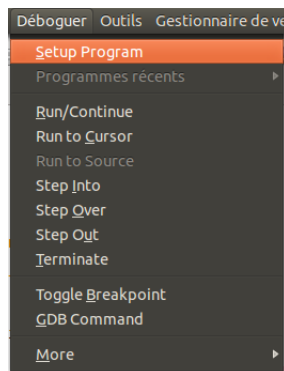 Déboguer Outils Gestionnaire de ve
Setup Program
Programmes récents
Run/Continue
Run to Cursor
Run to Source
Step Into
Step Over
Step Out
Terminate
Toggle Breakpoint
GDB Command
More